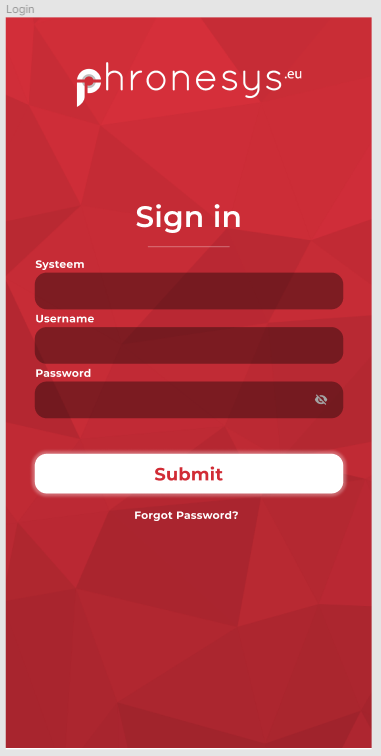 Login
phronesys.eu
Sign in
Systeem
Username
Password
Submit
Forgot Password?